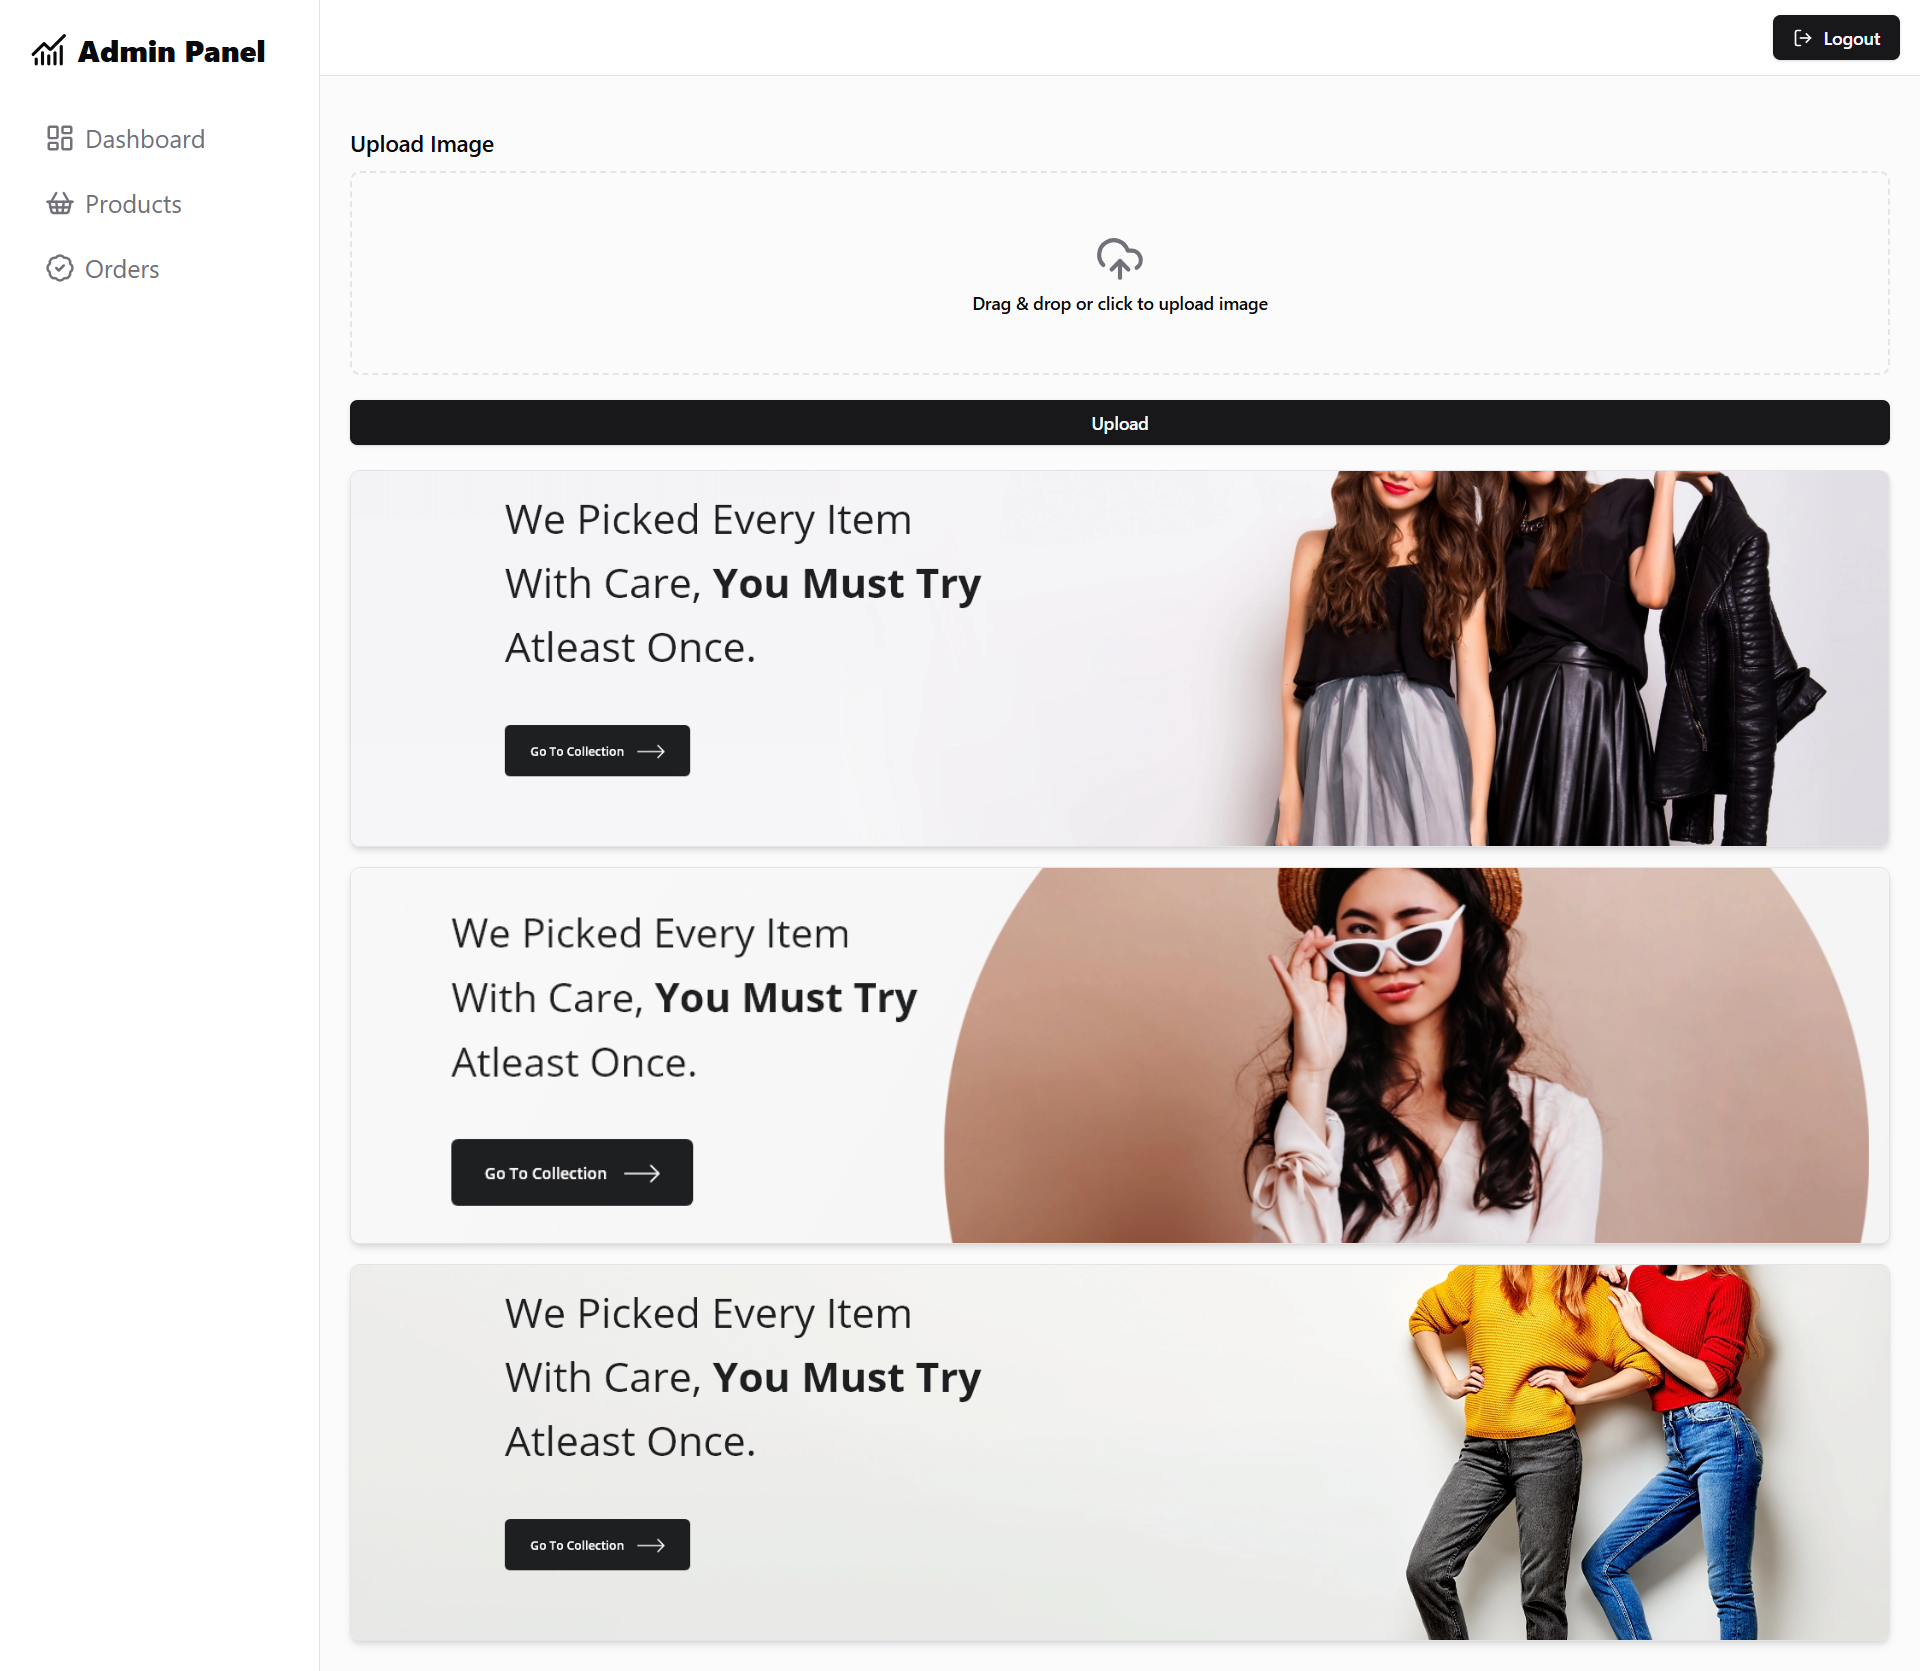 Admin Panel
Logout
Dashboard
Products
Orders
Upload Image
Drag & drop or click to upload image
Upload
We Picked Every Item
With Care, You Must Try
Atleast Once.
Go To Collection
We Picked Every Item
With Care, You Must Try
Atleast Once.
Go To Collection
We Picked Every Item
With Care, You Must Try
Atleast Once.
Go To Collection